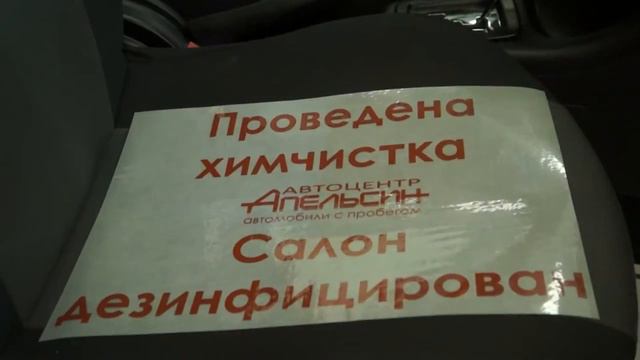 Проведена
химчистка
АВТОЦЕНТР
АПЕЛЬСИН
автомобили с пробегом
Салон
дезинфицирован